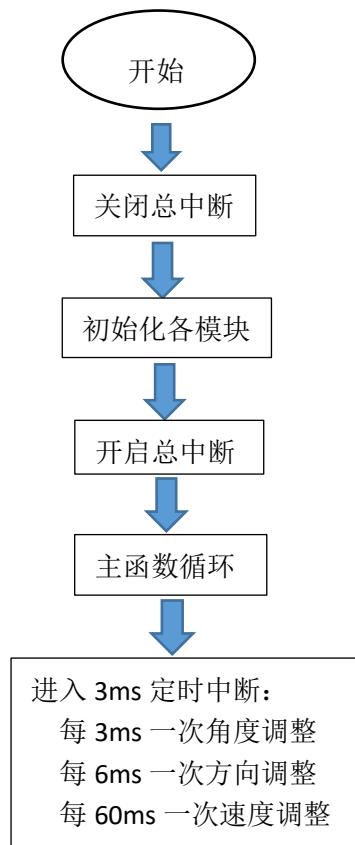 开始
关闭总中断
初始化各模块
开启总中断
主函数循环
进入 3ms 定时中断：
每 3ms 一次角度调整
每 6ms 一次方向调整
每 60ms 一次速度调整